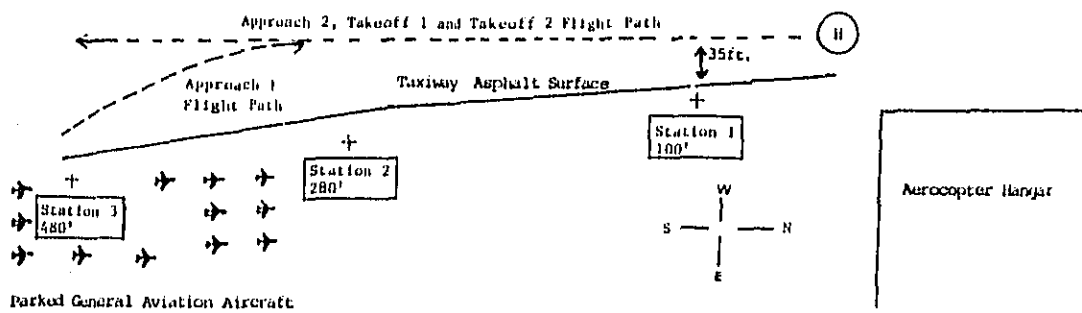 Approach 2, Takeoff 1 and Takeoff 2 Flight Path
H
35ft.
Approach 1
Flight Path
Taxiway Asphalt Surface
Station 1
100'
Station 2
280'
Station 3
480'
W
S
N
E
Aerocopter Hangar
Parked General Aviation Aircraft